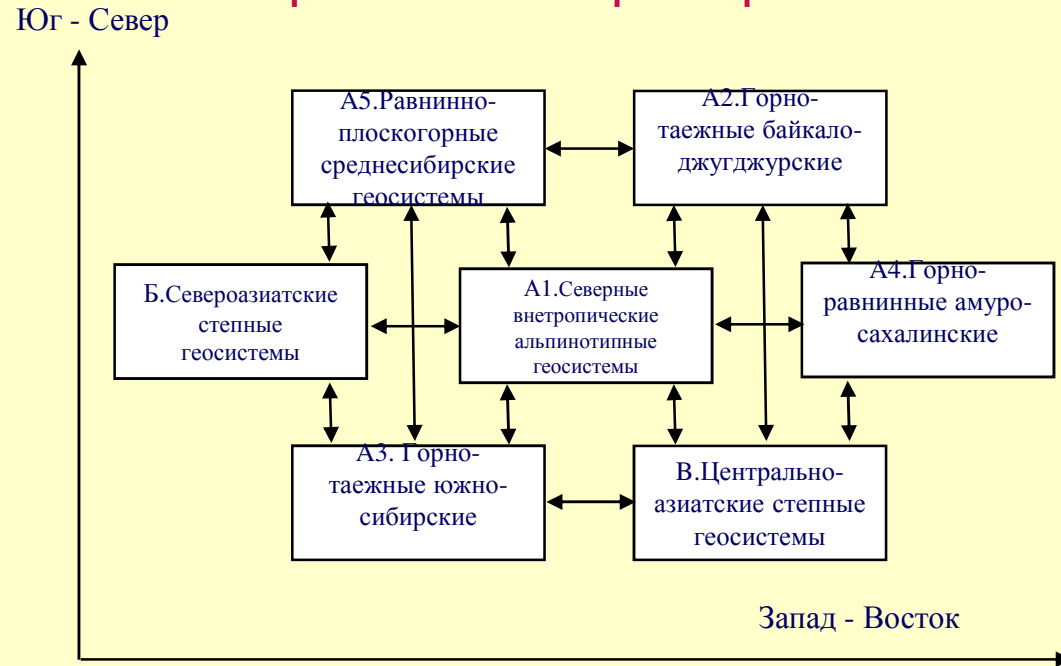 Юг - Север
А5.Равнинно-
плоскогорные
среднесибирские
геосистемы
А2.Горно-
таежные байкало-
джугджурские
Б.Североазиатские
степные
геосистемы
А1.Северные
внетропические
альпинотипные
геосистемы
А4.Горно-
равнинные амуро-
сахалинские
А3. Горно-
таежные южно-
сибирские
В.Центрально-
азиатские степные
геосистемы
Запад - Восток